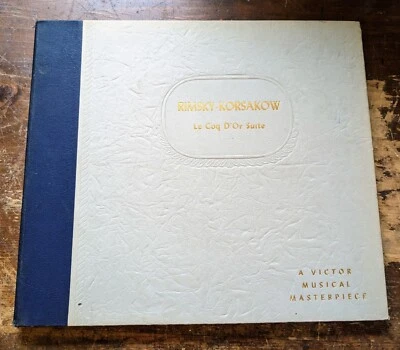 RIMSKY-KORSAKOW
Le Coq D'Or Suite
A VICTOR
MUSICAL
MASTERPIECE